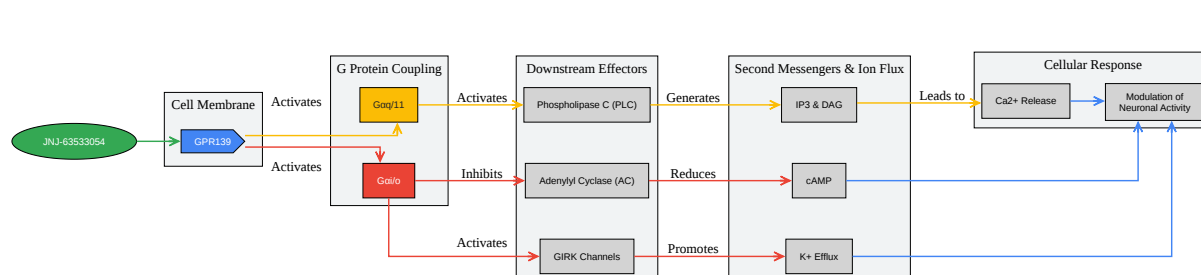 JNJ-63533054
Cell Membrane
GPR139
Activates
Activates
G Protein Coupling
Gαq/11
Gαi/o
Activates
Inhibits
Activates
Downstream Effectors
Phospholipase C (PLC)
Adenylyl Cyclase (AC)
GIRK Channels
Generates
Reduces
Promotes
Second Messengers & Ion Flux
IP3 & DAG
cAMP
K+ Efflux
Leads to
Cellular Response
Ca2+ Release
Modulation of
Neuronal Activity